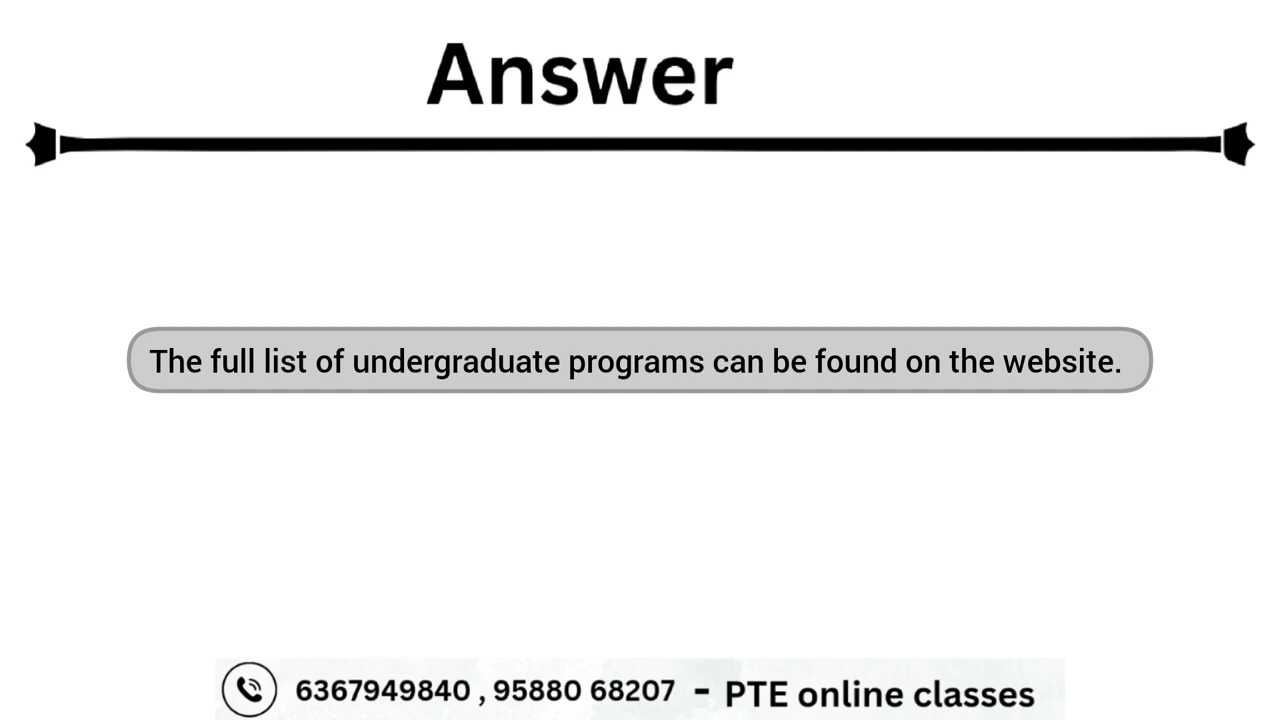 Answer
The full list of undergraduate programs can be found on the website.
6367949840 , 95880 68207 - PTE online classes